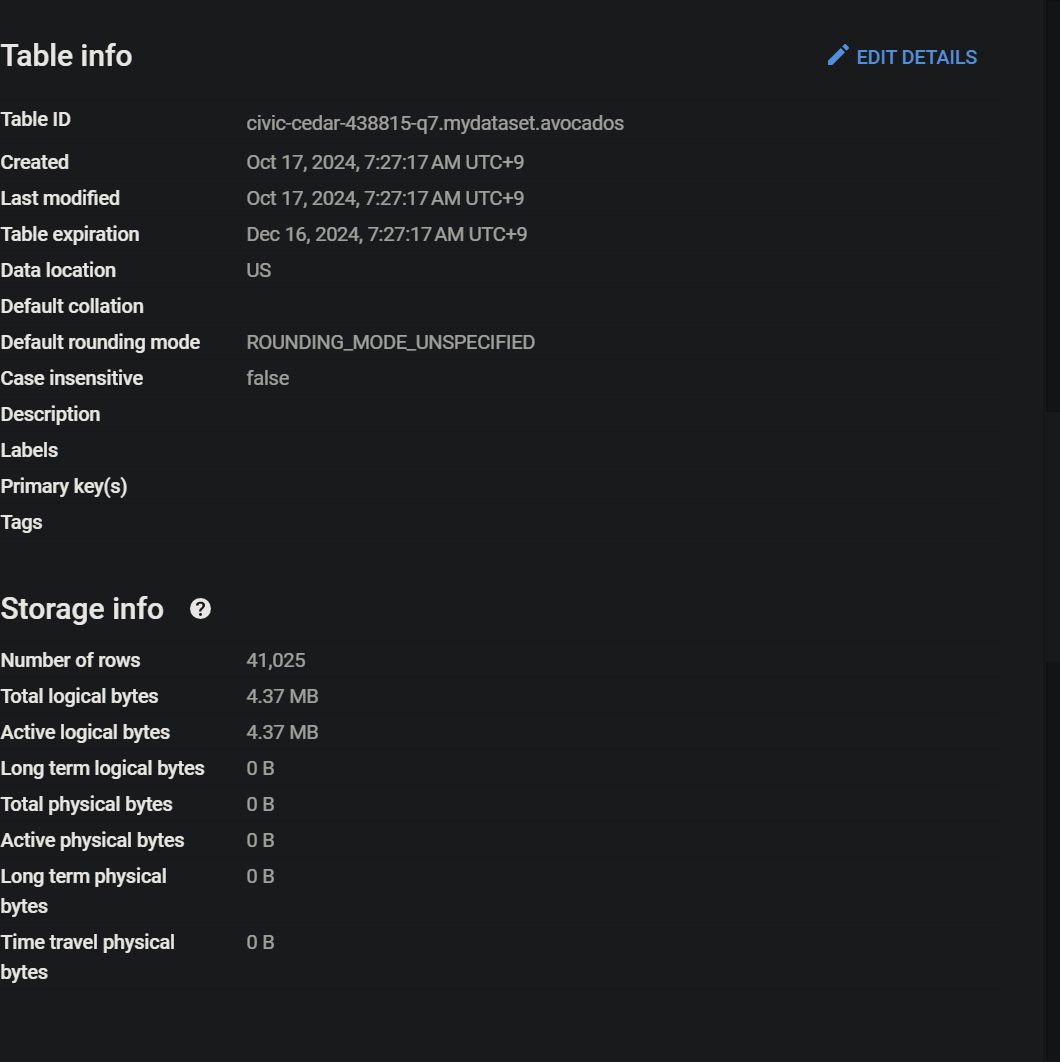 Table info
EDIT DETAILS
Table ID civic-cedar-438815-q7.mydataset.avocados
Created Oct 17, 2024, 7:27:17 AM UTC+9
Last modified Oct 17, 2024, 7:27:17 AM UTC+9
Table expiration Dec 16, 2024, 7:27:17 AM UTC+9
Data location US
Default collation
Default rounding mode ROUNDING_MODE_UNSPECIFIED
Case insensitive false
Description
Labels
Primary key(s)
Tags
Storage info ?
Number of rows 41,025
Total logical bytes 4.37 MB
Active logical bytes 4.37 MB
Long term logical bytes 0 B
Total physical bytes 0 B
Active physical bytes 0 B
Long term physical 0 B
bytes
Time travel physical 0 B
bytes